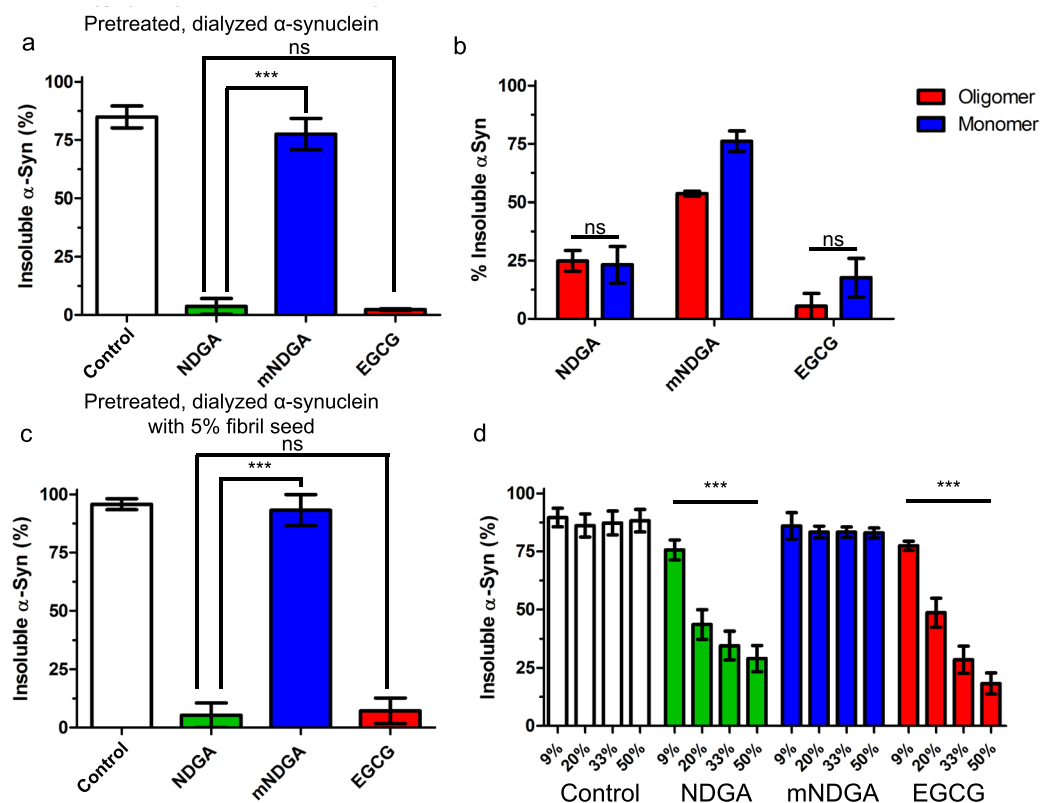 Pretreated, dialyzed α-synuclein
a
ns
***
100
75
50
25
0
Insoluble α-Syn (%)
Control
NDGA
mNDGA
EGCG
b
Oligomer
Monomer
100
75
50
25
0
% Insoluble αSyn
ns
ns
NDGA
mNDGA
EGCG
Pretreated, dialyzed α-synuclein
with 5% fibril seed
c
ns
***
100
75
50
25
0
Insoluble α-Syn (%)
Control
NDGA
mNDGA
EGCG
d
***
***
100
75
50
25
0
Insoluble α-Syn (%)
9% 20% 33% 50% 9% 20% 33% 50% 9% 20% 33% 50% 9% 20% 33% 50%
Control NDGA mNDGA EGCG